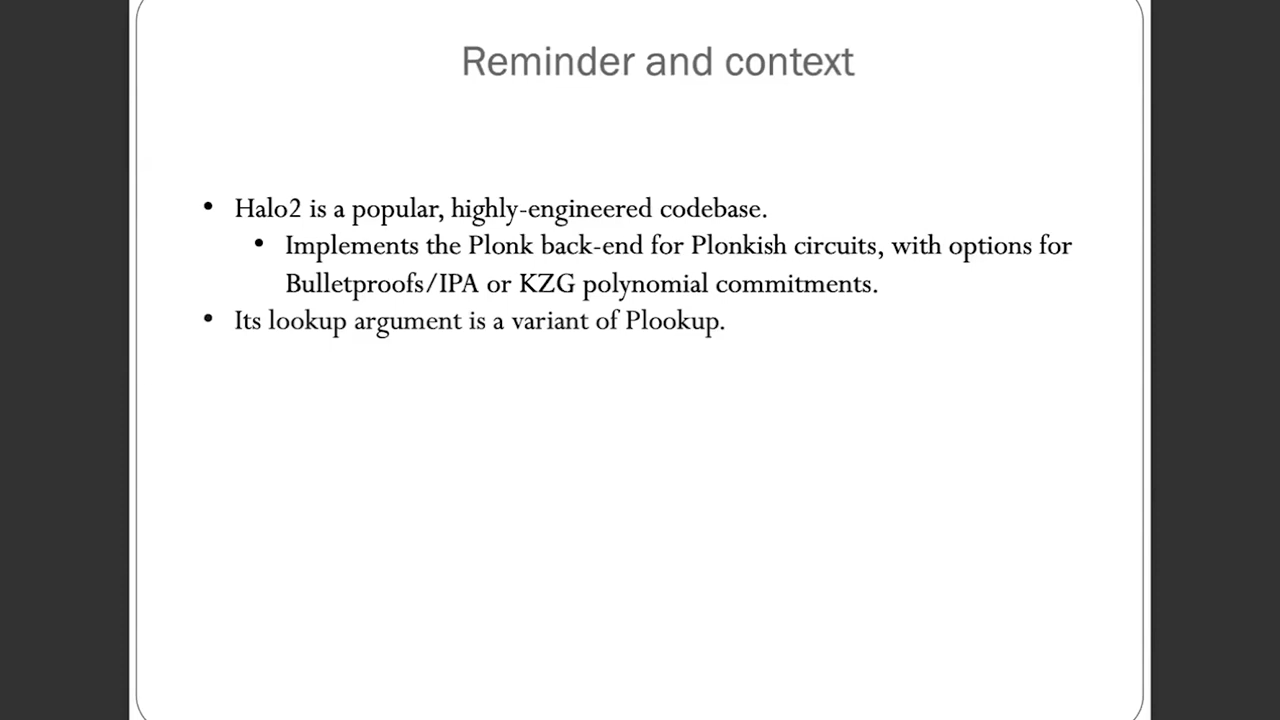 Reminder and context
• Halo2 is a popular, highly-engineered codebase.
• Implements the Plonk back-end for Plonkish circuits, with options for
Bulletproofs/IPA or KZG polynomial commitments.
• Its lookup argument is a variant of Plookup.